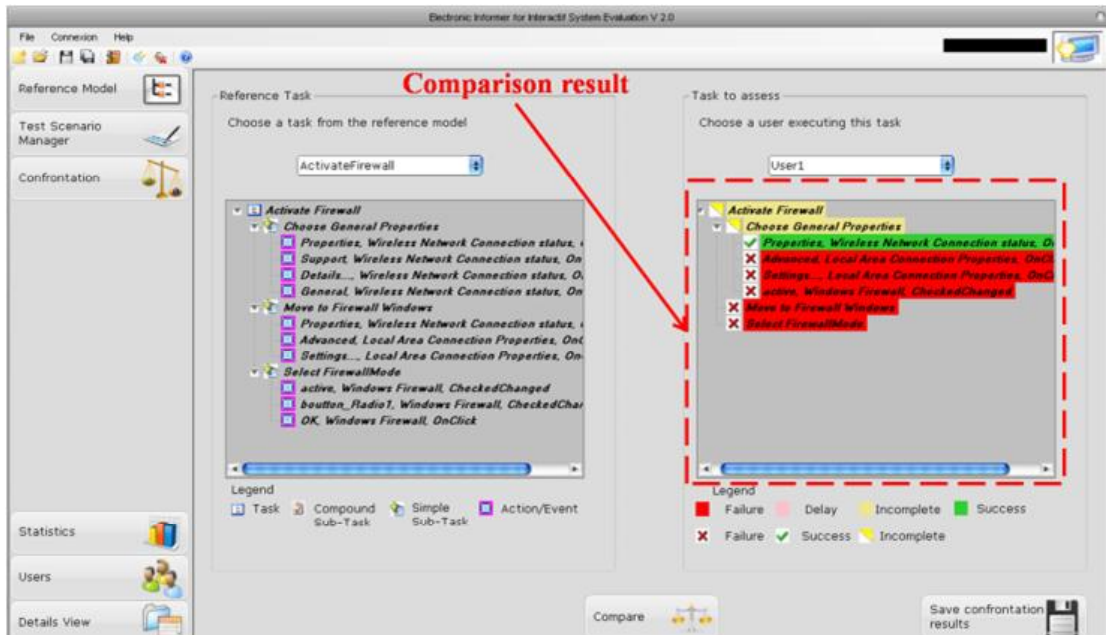 Electronic Informer for Interactif System Evaluation V 2.0
File Connexion Help
Reference Model
Test Scenario
Manager
Confrontation
Statistics
Users
Details View
Comparison result
Reference Task
Choose a task from the reference model
ActivateFirewall
Activate Firewall
Choose General Properties
Properties, Wireless Network Connection status,
Support, Wireless Network Connection status, On
Details..., Wireless Network Connection status, O
General, Wireless Network Connection status, On
Move to Firewall Windows
Properties, Wireless Network Connection status,
Advanced, Local Area Connection Properties, OnC
Settings..., Local Area Connection Properties, On
Select FirewallMode
active, Windows Firewall, CheckedChanged
boutton_Radio1, Windows Firewall, CheckedChar
OK, Windows Firewall, OnClick
Legend
Task Compound Sub-Task Simple Sub-Task Action/Event
Task to assess
Choose a user executing this task
User1
Activate Firewall
Choose General Properties
Properties, Wireless Network Connection status, O
Advanced, Local Area Connection Properties, OnCl
Settings..., Local Area Connection Properties, OnC
active, Windows Firewall, CheckedChanged
Move to Firewall Windows
Select FirewallMode
Legend
Failure Delay Incomplete Success
Failure Success Incomplete
Compare
Save confrontation
results